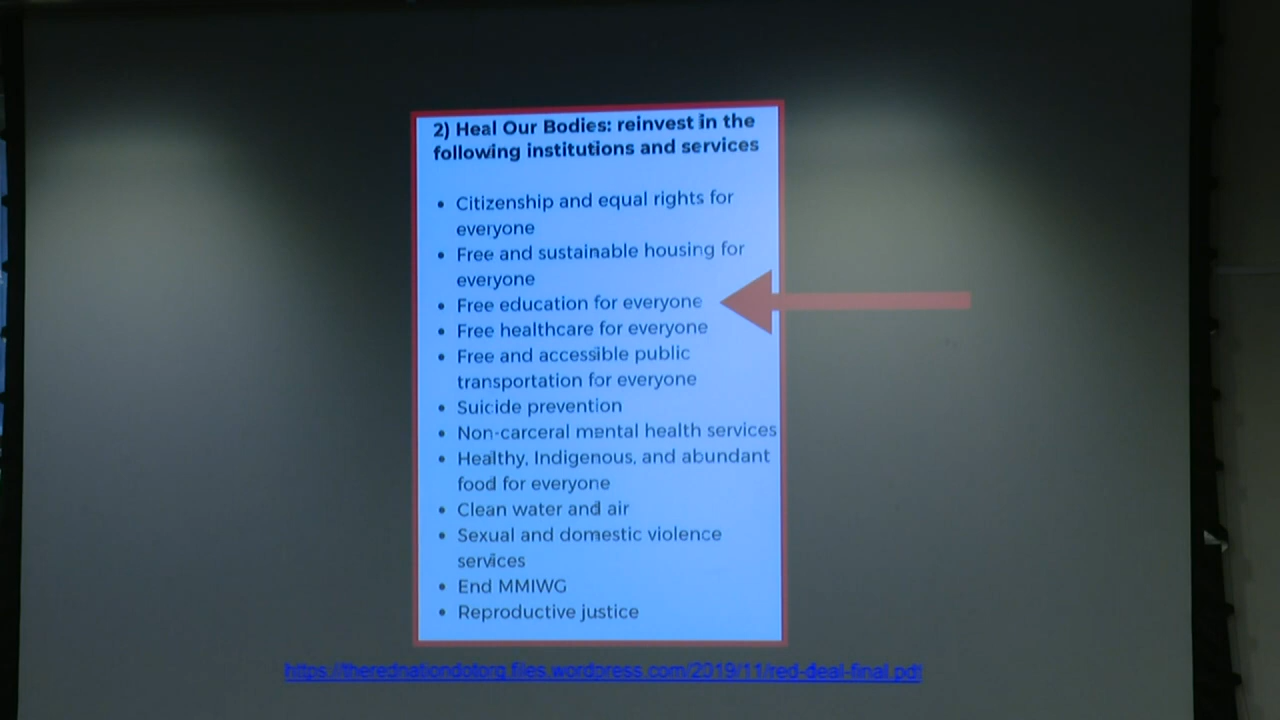 2) Heal Our Bodies: reinvest in the
following institutions and services
• Citizenship and equal rights for
everyone
• Free and sustainable housing for
everyone
• Free education for everyone
• Free healthcare for everyone
• Free and accessible public
transportation for everyone
• Suicide prevention
• Non-carceral mental health services
• Healthy, Indigenous, and abundant
food for everyone
• Clean water and air
• Sexual and domestic violence
services
• End MMIWG
• Reproductive justice
https://therednationdotorg.files.wordpress.com/2019/11/red-deal-final.pdf